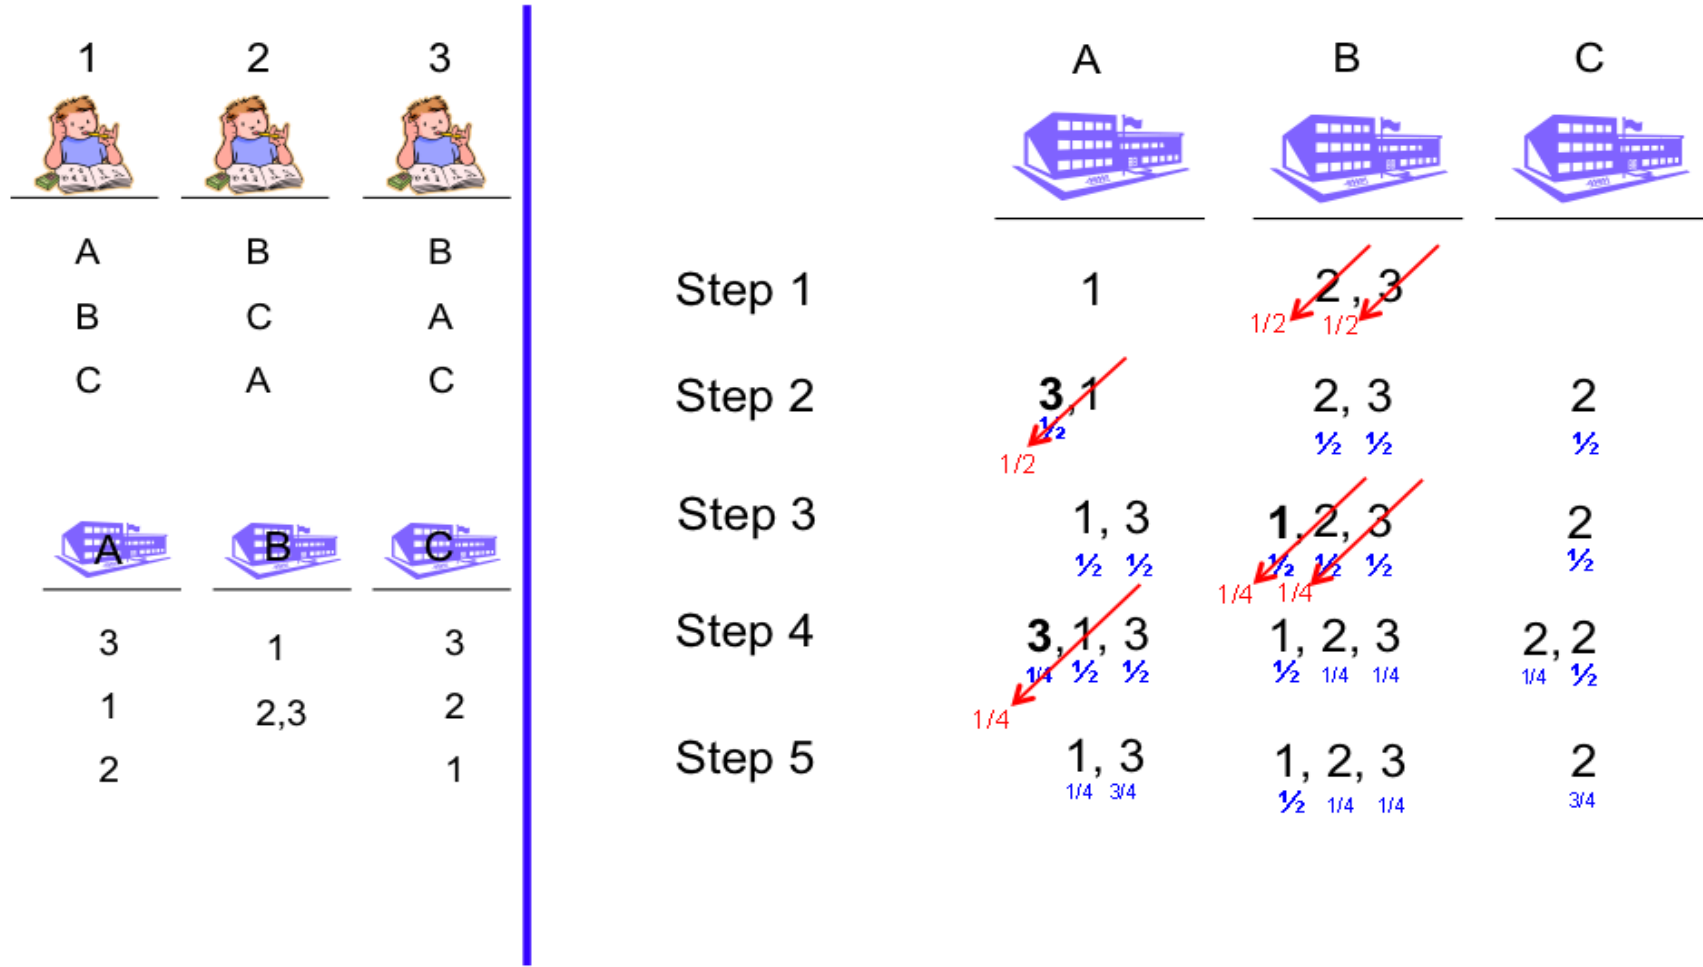 1 2 3
A B B
B C A
C A C
A B C
3 1 3
1 2,3 2
2 1
A B C
Step 1 1 2 , 3
1/2 1/2
Step 2 3,1 2, 3 2
½ ½ ½ ½
1/2
Step 3 1, 3 1, 2, 3 2
½ ½ ½ ½ ½ ½
1/4 1/4
Step 4 3, 1, 3 1, 2, 3 2, 2
1/4 ½ ½ ½ 1/4 1/4 1/4 ½
1/4
Step 5 1, 3 1, 2, 3 2
1/4 3/4 ½ 1/4 1/4 3/4